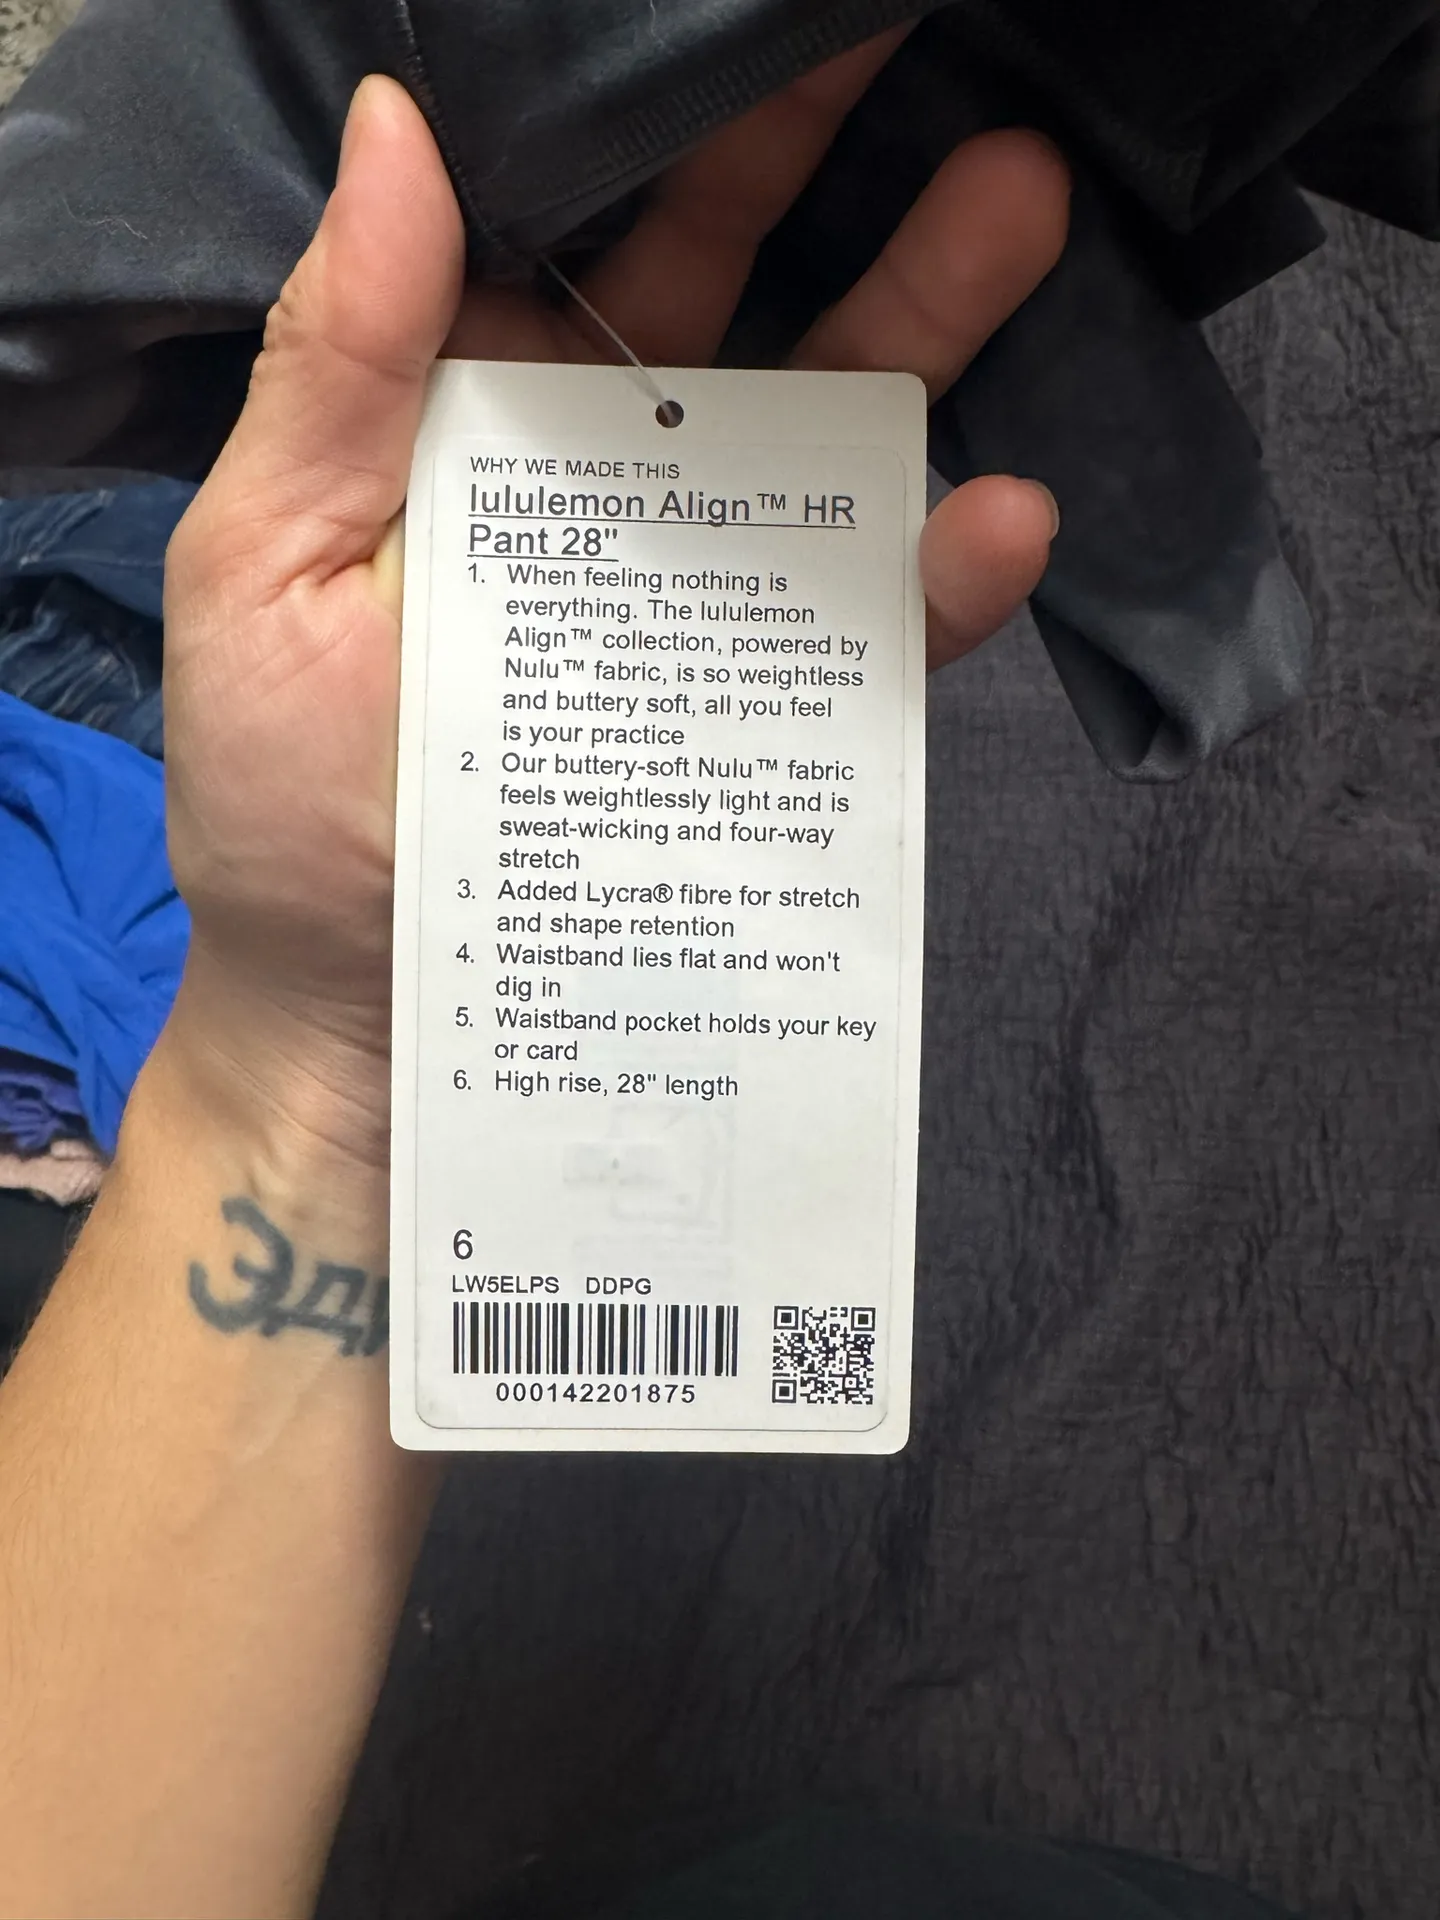 WHY WE MADE THIS
lululemon Align™ HR
Pant 28"
1. When feeling nothing is
everything. The lululemon
Align™ collection, powered by
Nulu™ fabric, is so weightless
and buttery soft, all you feel
is your practice
2. Our buttery-soft Nulu™ fabric
feels weightlessly light and is
sweat-wicking and four-way
stretch
3. Added Lycra® fibre for stretch
and shape retention
4. Waistband lies flat and won't
dig in
5. Waistband pocket holds your key
or card
6. High rise, 28" length
6
LW5ELPS DDPG
000142201875